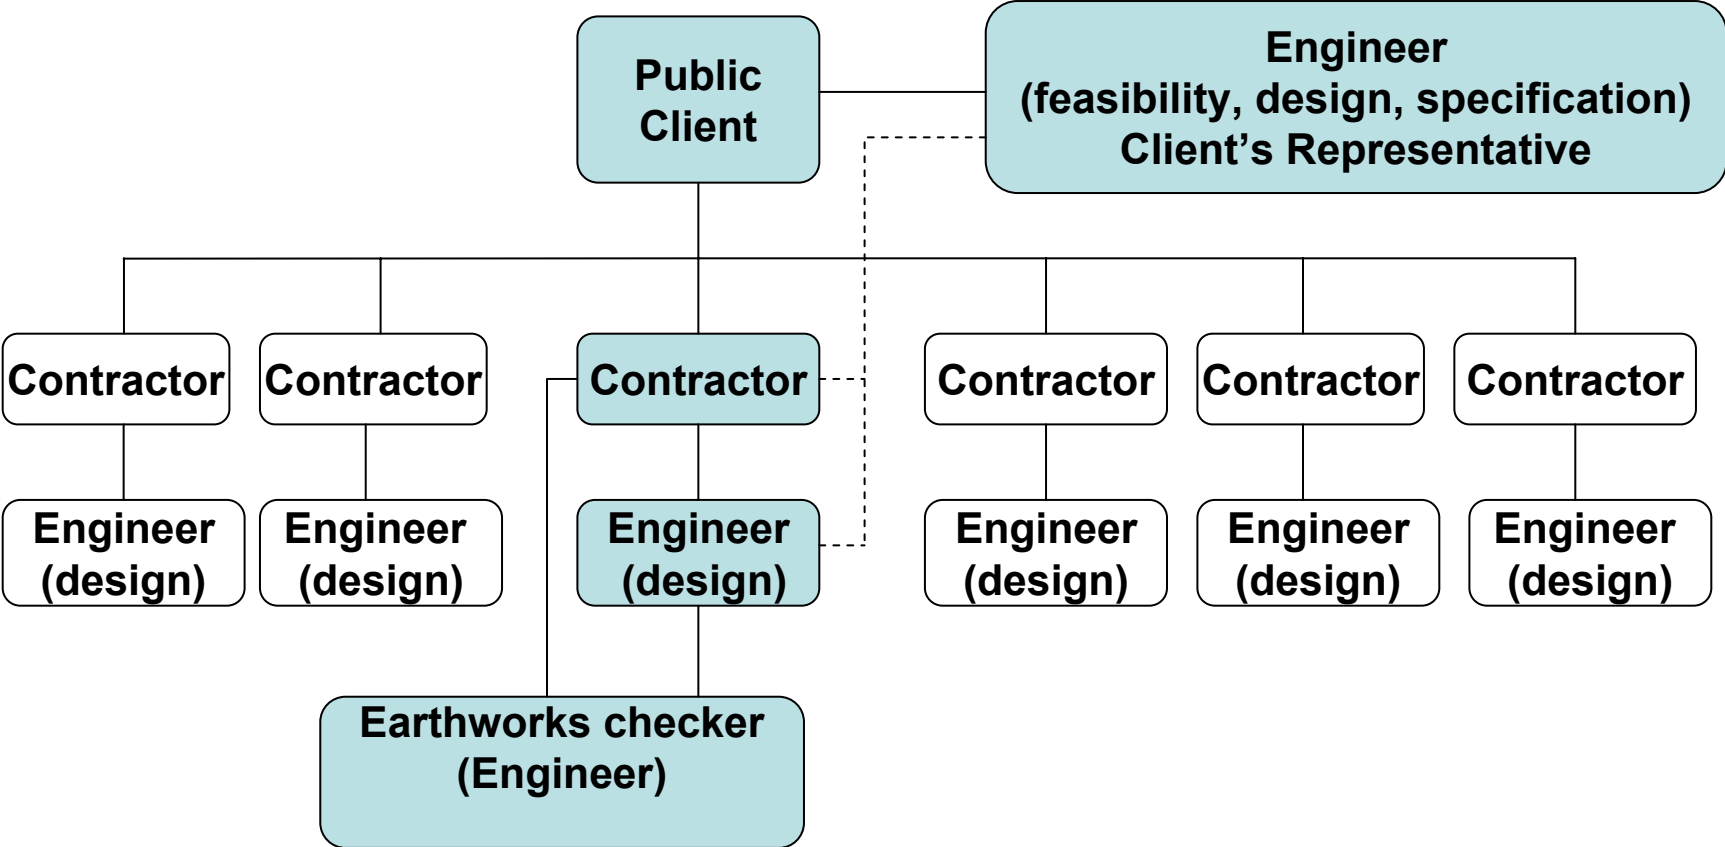 Public
Client
Engineer
(feasibility, design, specification)
Client’s Representative
Contractor
Contractor
Contractor
Contractor
Contractor
Contractor
Engineer
(design)
Engineer
(design)
Engineer
(design)
Engineer
(design)
Engineer
(design)
Engineer
(design)
Earthworks checker
(Engineer)